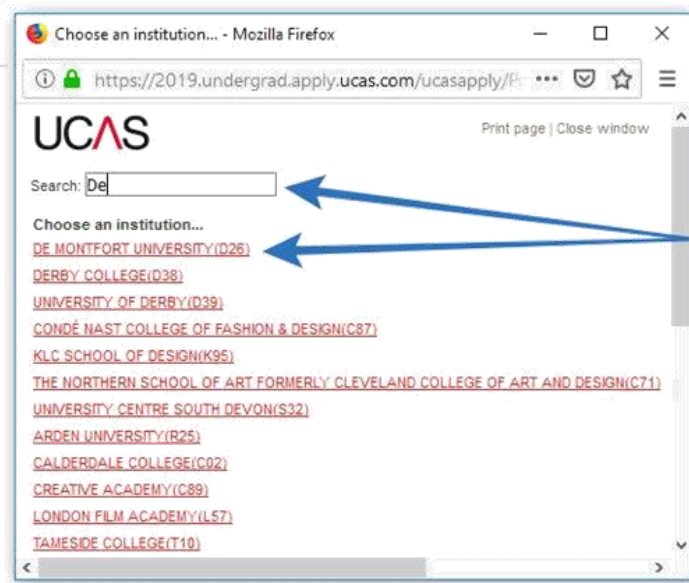 Choose an institution... - Mozilla Firefox
https://2019.undergrad.apply.ucas.com/ucasapply/
UCAS
Print page | Close window
Search: De
Choose an institution...
DE MONTFORT UNIVERSITY(D26)
DERBY COLLEGE(D38)
UNIVERSITY OF DERBY(D39)
CONDÉ NAST COLLEGE OF FASHION & DESIGN(C87)
KLC SCHOOL OF DESIGN(K95)
THE NORTHERN SCHOOL OF ART FORMERLY CLEVELAND COLLEGE OF ART AND DESIGN(C71)
UNIVERSITY CENTRE SOUTH DEVON(S32)
ARDEN UNIVERSITY(R25)
CALDERDALE COLLEGE(C02)
CREATIVE ACADEMY(C89)
LONDON FILM ACADEMY(L57)
TAMESIDE COLLEGE(T10)